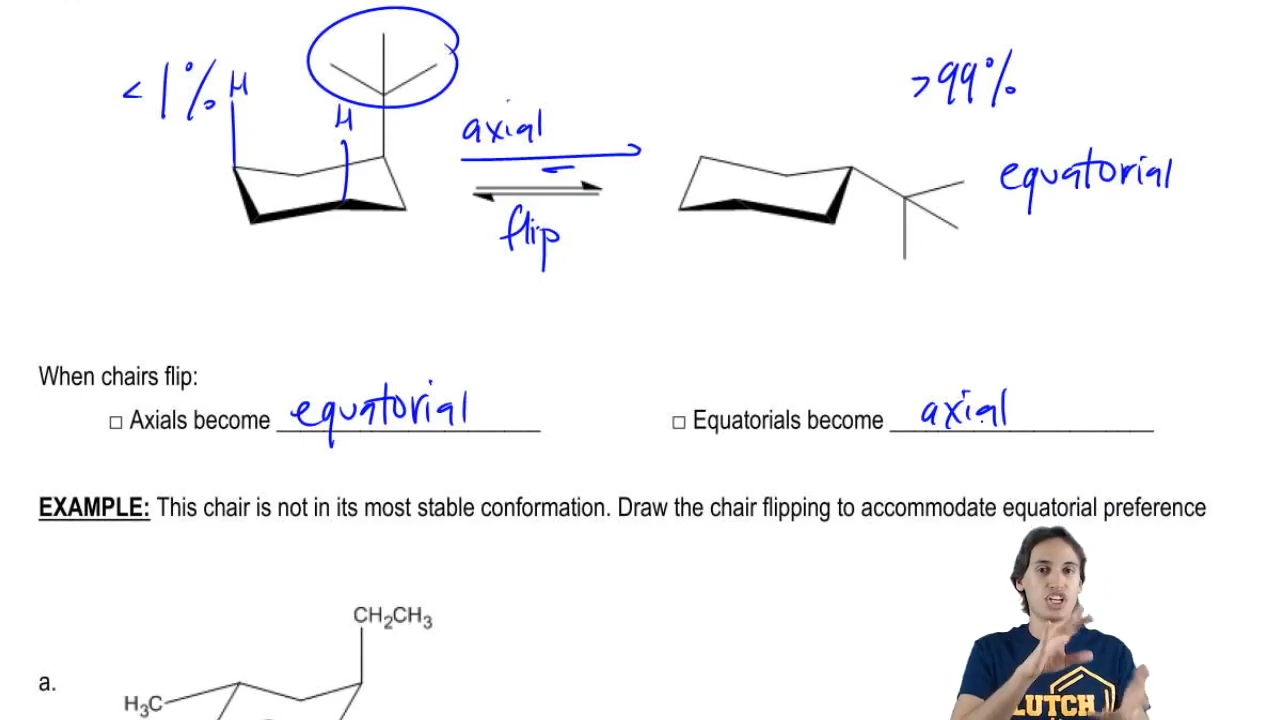 <1% H
H
axial
flip
>99%
equatorial
When chairs flip:
□ Axials become equatorial
□ Equatorials become axial
EXAMPLE: This chair is not in its most stable conformation. Draw the chair flipping to accommodate equatorial preference
CH₂CH₃
a.
H₃C
CLUTCH